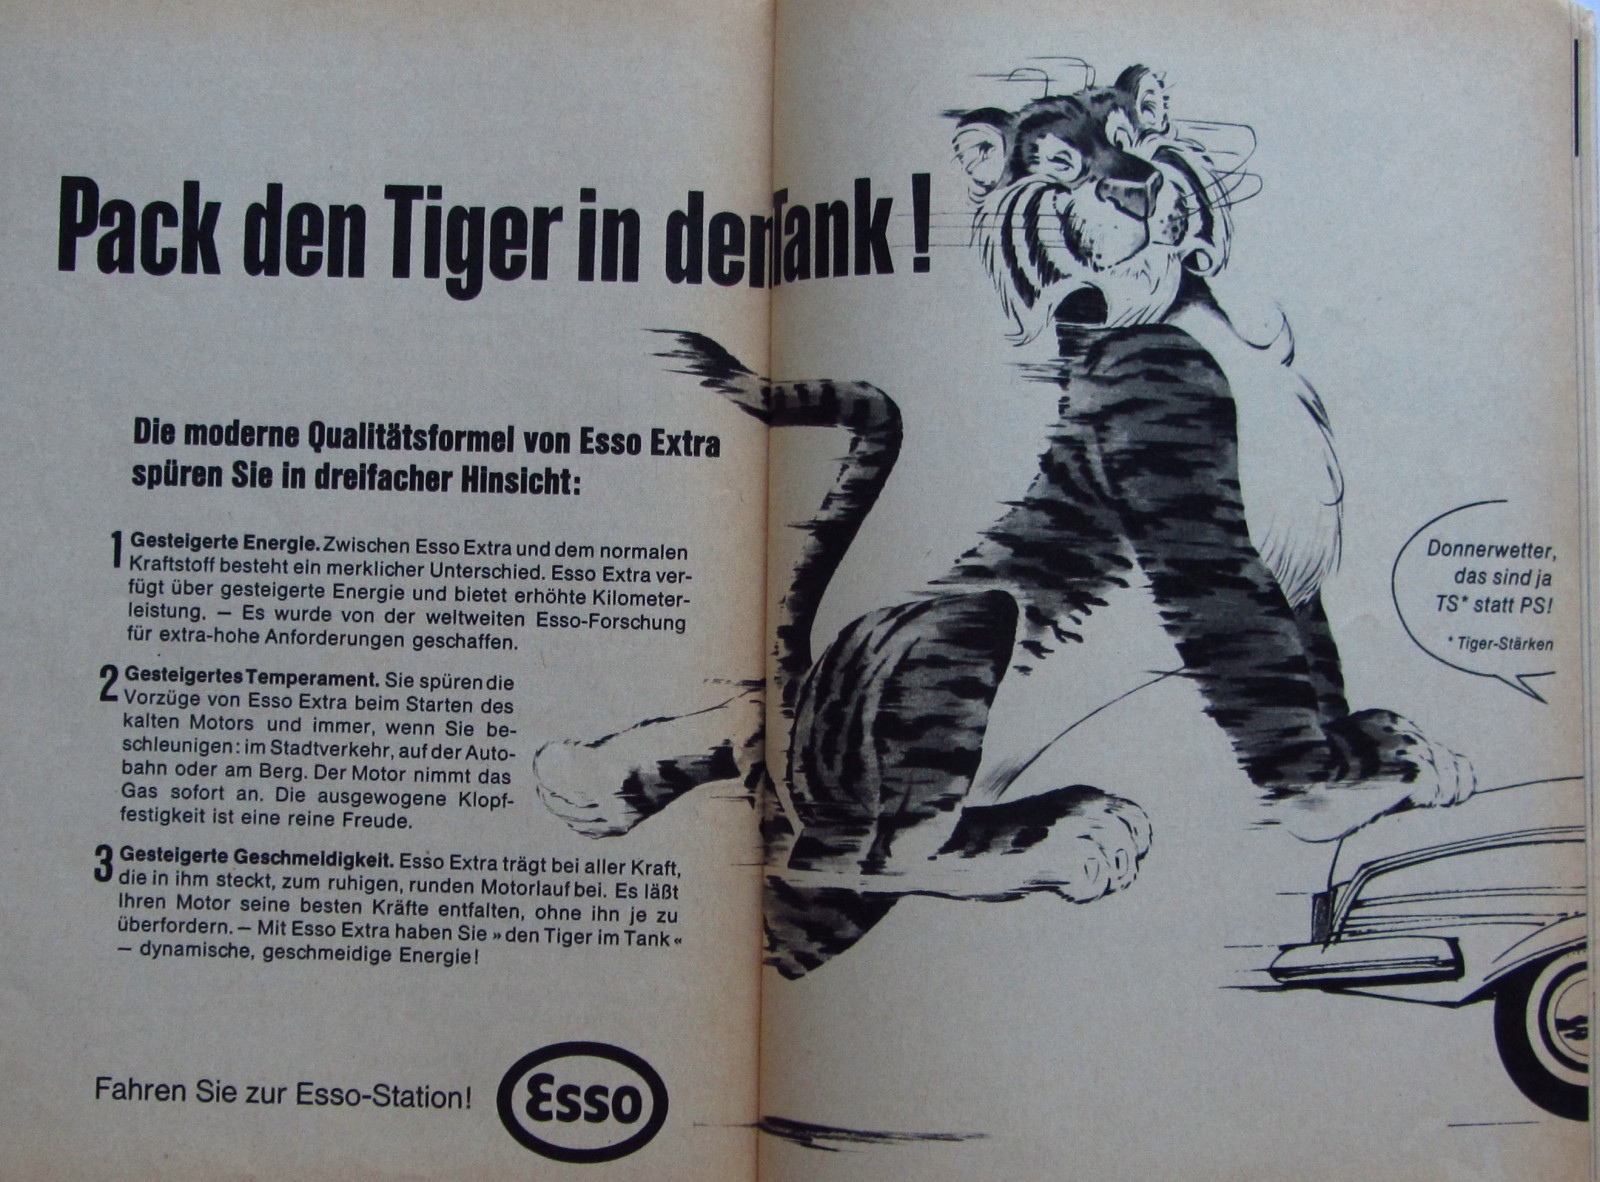 Pack den Tiger in den Tank!
Die moderne Qualitätsformel von Esso Extra
spüren Sie in dreifacher Hinsicht:
1 Gesteigerte Energie. Zwischen Esso Extra und dem normalen
Kraftstoff besteht ein merklicher Unterschied. Esso Extra ver-
fügt über gesteigerte Energie und bietet erhöhte Kilometer-
leistung. – Es wurde von der weltweiten Esso-Forschung
für extra-hohe Anforderungen geschaffen.
2 Gesteigertes Temperament. Sie spüren die
Vorzüge von Esso Extra beim Starten des
kalten Motors und immer, wenn Sie be-
schleunigen: im Stadtverkehr, auf der Auto-
bahn oder am Berg. Der Motor nimmt das
Gas sofort an. Die ausgewogene Klopf-
festigkeit ist eine reine Freude.
3 Gesteigerte Geschmeidigkeit. Esso Extra trägt bei aller Kraft,
die in ihm steckt, zum ruhigen, runden Motorlauf bei. Es läßt
Ihren Motor seine besten Kräfte entfalten, ohne ihn je zu
überfordern. – Mit Esso Extra haben Sie »den Tiger im Tank«
– dynamische, geschmeidige Energie!
Fahren Sie zur Esso-Station!
Esso
Donnerwetter,
das sind ja
TS* statt PS!
* Tiger-Stärken